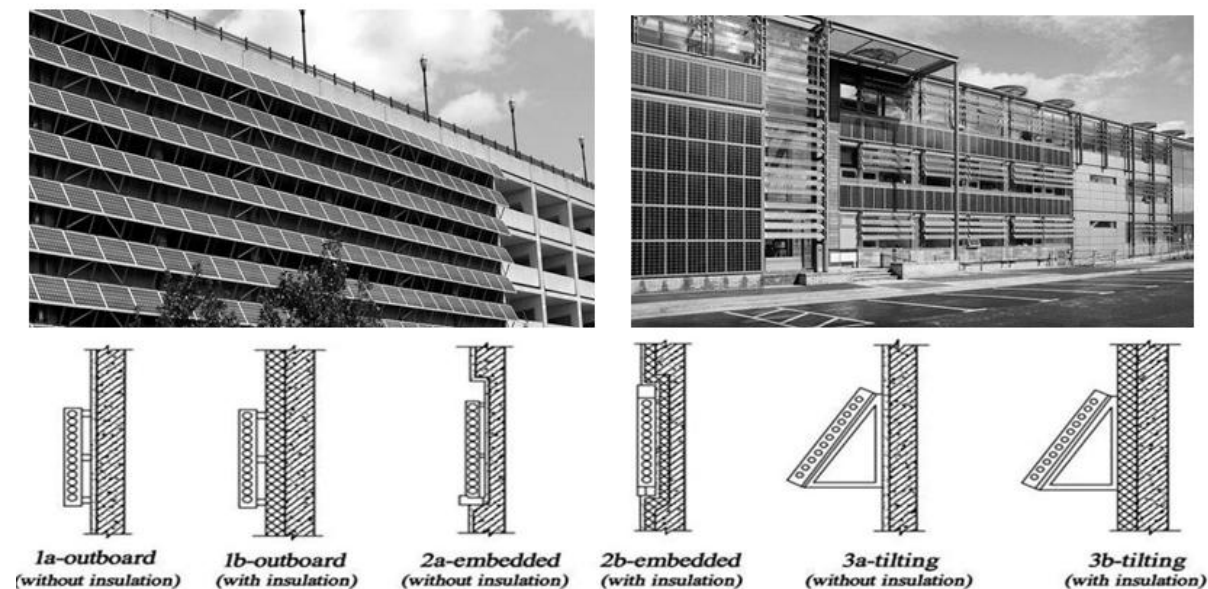 1a-outboard
(without insulation)
1b-outboard
(with insulation)
2a-embedded
(without insulation)
2b-embedded
(with insulation)
3a-tilting
(without insulation)
3b-tilting
(with insulation)